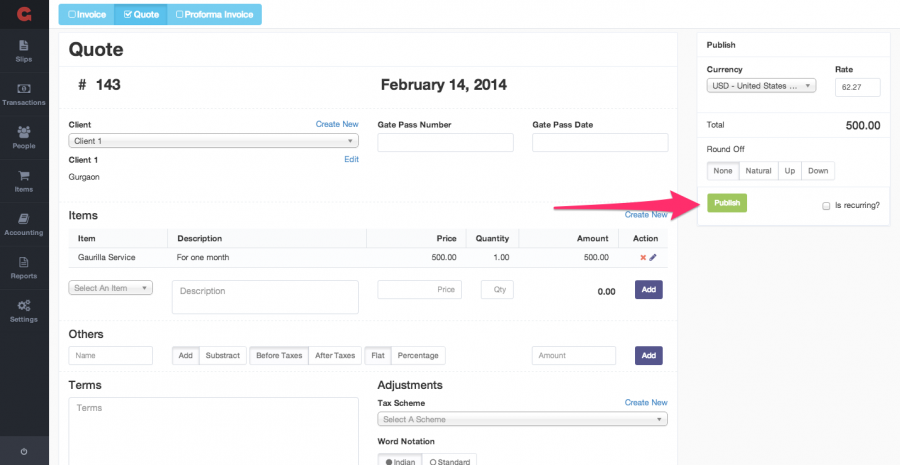 Invoice Quote Proforma Invoice
Slips
Transactions
People
Items
Accounting
Reports
Settings
Quote
# 143 February 14, 2014
Client Create New Gate Pass Number Gate Pass Date
Client 1
Client 1 Edit
Gurgaon
Items Create New
Item Description Price Quantity Amount Action
Gaurilla Service For one month 500.00 1.00 500.00
Select An Item Description Price Qty 0.00 Add
Others
Name Add Substract Before Taxes After Taxes Flat Percentage Amount Add
Terms Adjustments
Terms
Tax Scheme Create New
Select A Scheme
Word Notation
Indian Standard
Publish
Currency Rate
USD - United States ... 62.27
Total 500.00
Round Off
None Natural Up Down
Publish Is recurring?